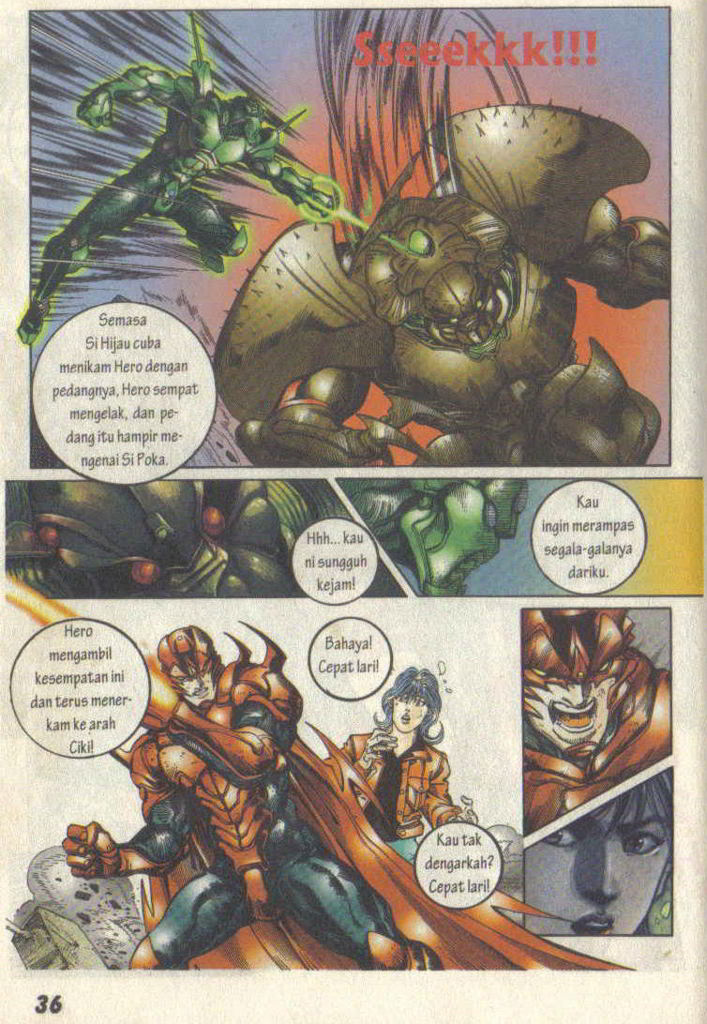 Sseeekkk!!!
Semasa
Si Hijau cuba
menikam Hero dengan
pedangnya, Hero sempat
mengelak, dan pe-
dang itu hampir me-
ngenai Si Poka.
Hhh... kau
ni sungguh
kejam!
Kau
ingin merampas
segala-galanya
dariku.
Hero
mengambil
kesempatan ini
dan terus mener-
kam ke arah
Ciki!
Bahaya!
Cepat lari!
Kau tak
dengarkah?
Cepat lari!
36